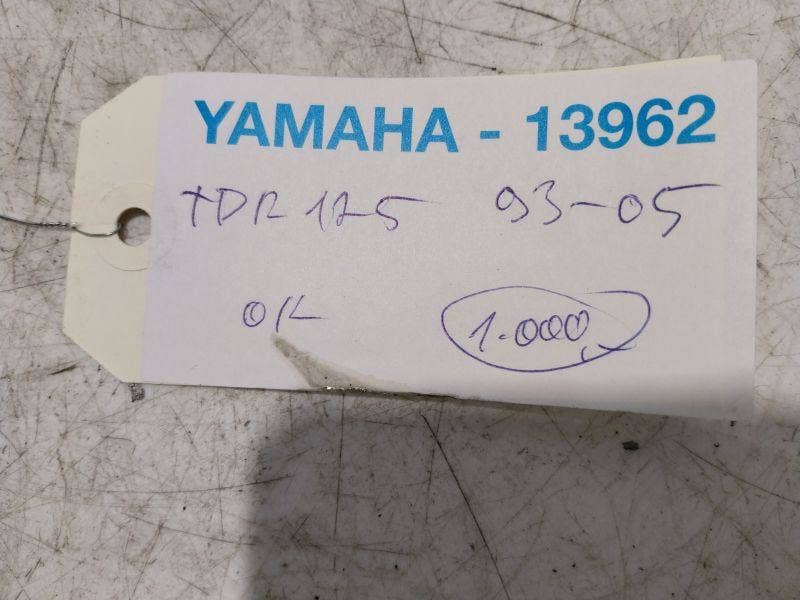 YAMAHA - 13962
TDR 125 93-05
OK
1.000,-